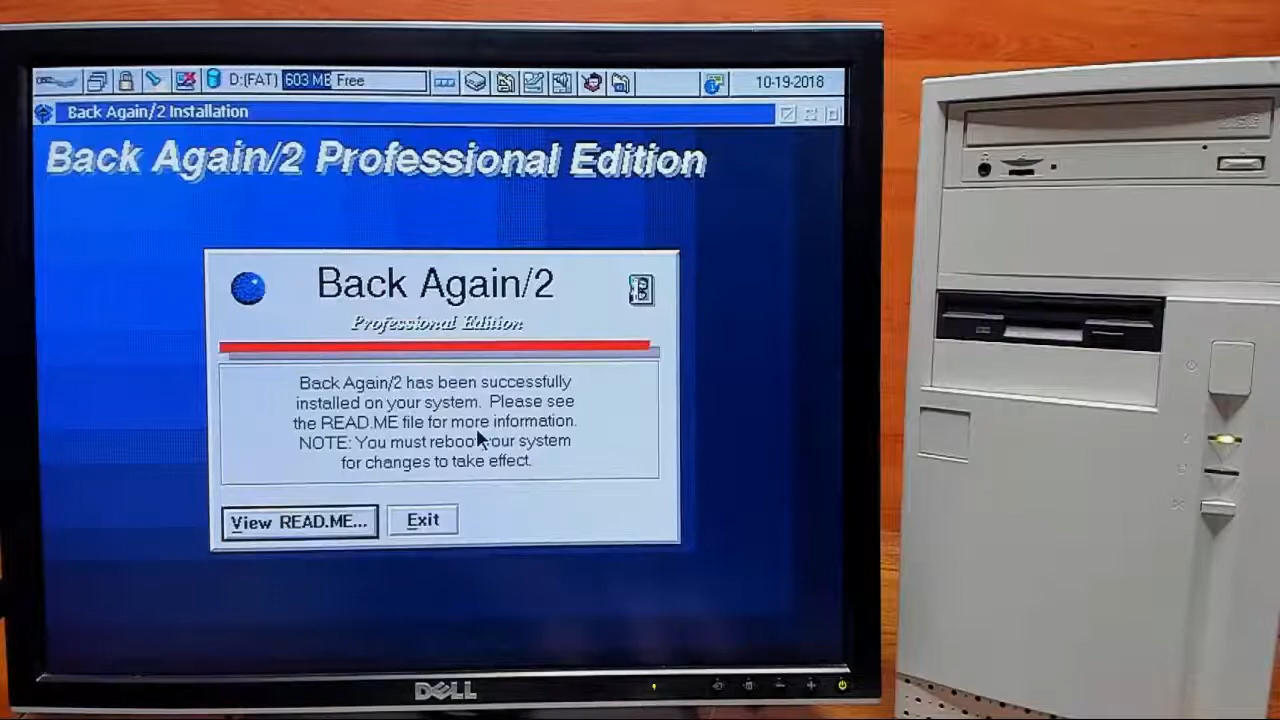 D:(FAT) 603 MB Free
10-19-2018
Back Again/2 Installation
Back Again/2 Professional Edition
Back Again/2
Professional Edition
Back Again/2 has been successfully
installed on your system. Please see
the READ.ME file for more information.
NOTE: You must reboot your system
for changes to take effect.
View READ.ME...
Exit
DELL